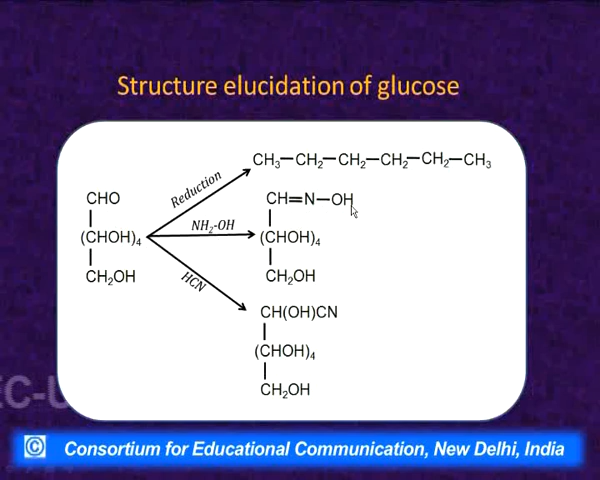 Structure elucidation of glucose
CH₃—CH₂—CH₂—CH₂—CH₂—CH₃
Reduction
CHO
(CHOH)₄
CH₂OH
NH₂-OH
CH=N—OH
(CHOH)₄
CH₂OH
HCN
CH(OH)CN
(CHOH)₄
CH₂OH
EC-U
© Consortium for Educational Communication, New Delhi, India